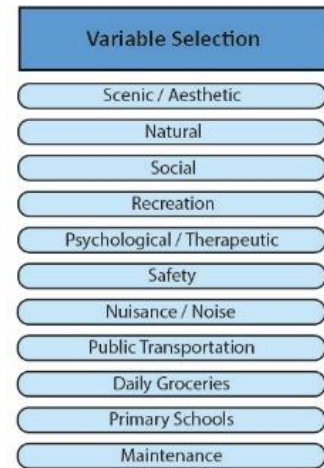 Variable Selection
Scenic / Aesthetic
Natural
Social
Recreation
Psychological / Therapeutic
Safety
Nuisance / Noise
Public Transportation
Daily Groceries
Primary Schools
Maintenance